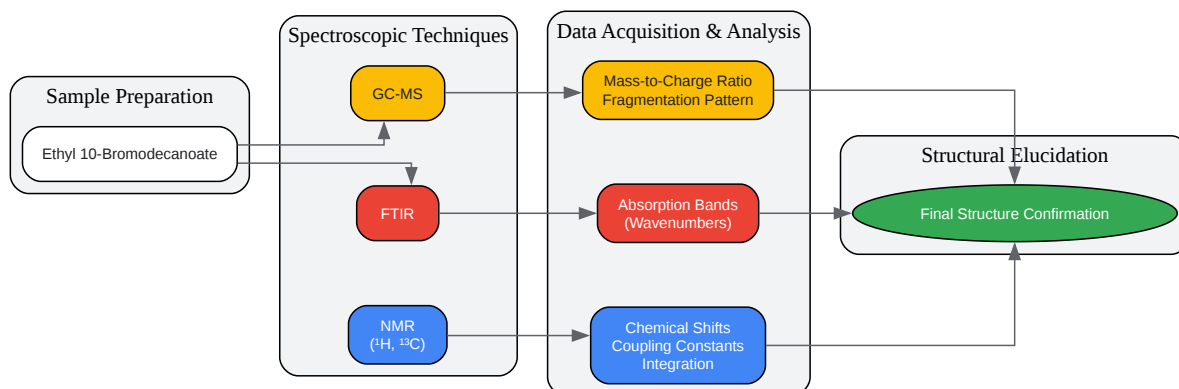 Sample Preparation
Ethyl 10-Bromodecanoate
Spectroscopic Techniques
GC-MS
FTIR
NMR
(¹H, ¹³C)
Data Acquisition & Analysis
Mass-to-Charge Ratio
Fragmentation Pattern
Absorption Bands
(Wavenumbers)
Chemical Shifts
Coupling Constants
Integration
Structural Elucidation
Final Structure Confirmation